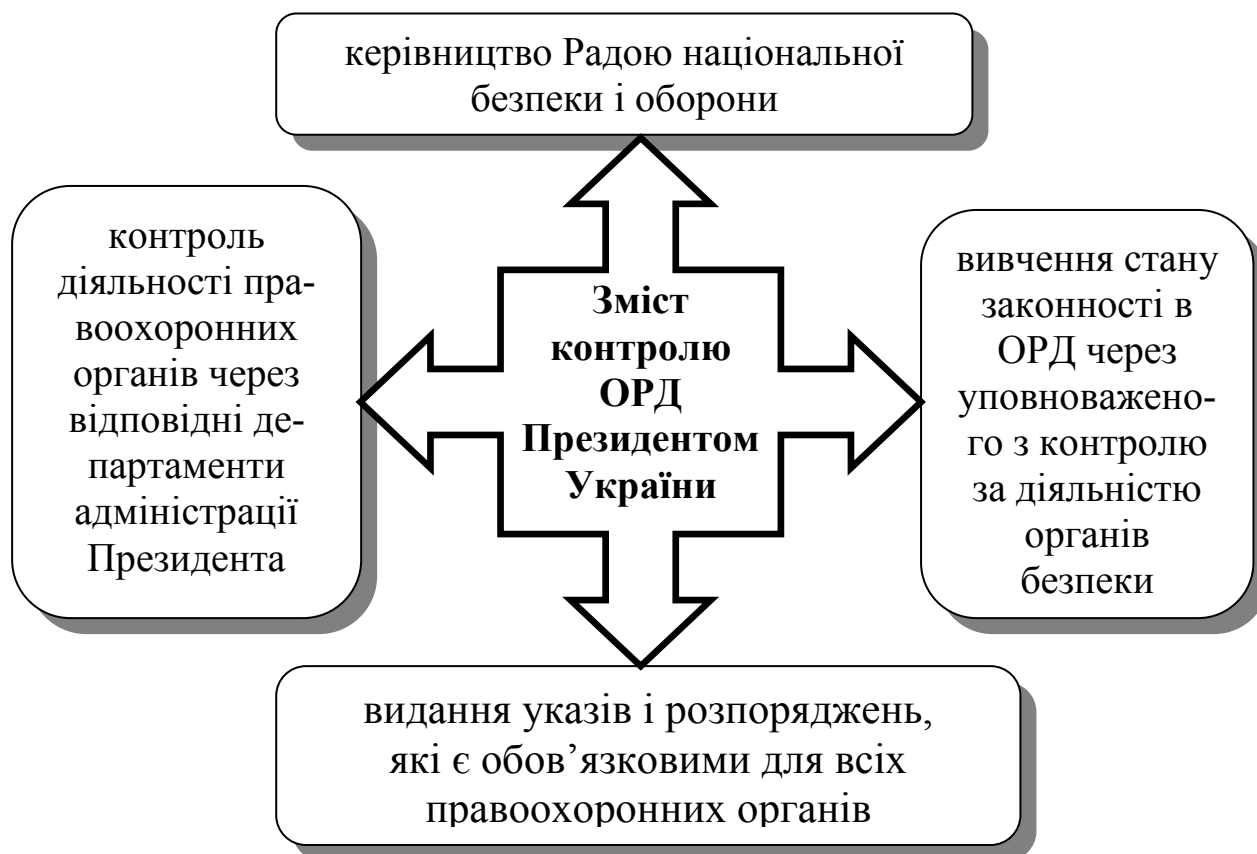 керівництво Радою національної
безпеки і оборони
контроль
діяльності пра-
воохоронних
органів через
відповідні де-
партаменти
адміністрації
Президента
Зміст
контролю
ОРД
Президентом
України
вивчення стану
законності в
ОРД через
уповноважено-
го з контролю
за діяльністю
органів
безпеки
видання указів і розпоряджень,
які є обов’язковими для всіх
правоохоронних органів